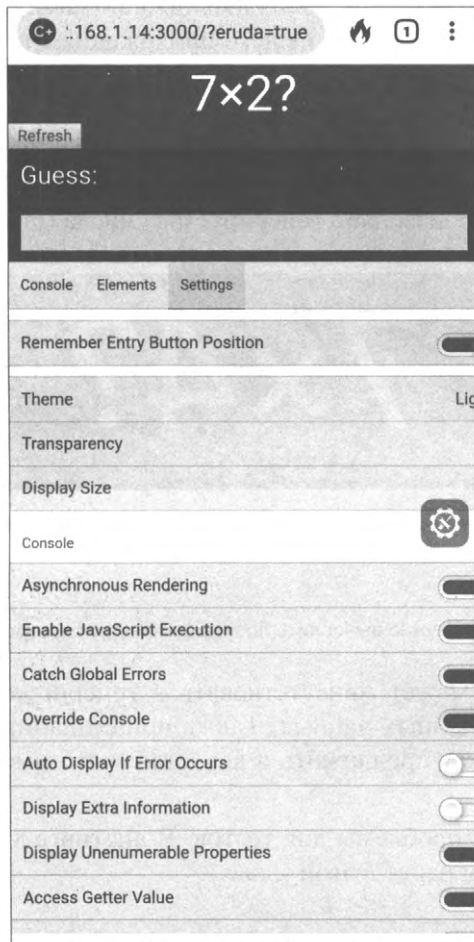 C+ :.168.1.14:3000/?eruda=true 1
7×2?
Refresh
Guess:
Console Elements Settings
Remember Entry Button Position
Theme Lig
Transparency
Display Size
Console
Asynchronous Rendering
Enable JavaScript Execution
Catch Global Errors
Override Console
Auto Display If Error Occurs
Display Extra Information
Display Unenumerable Properties
Access Getter Value